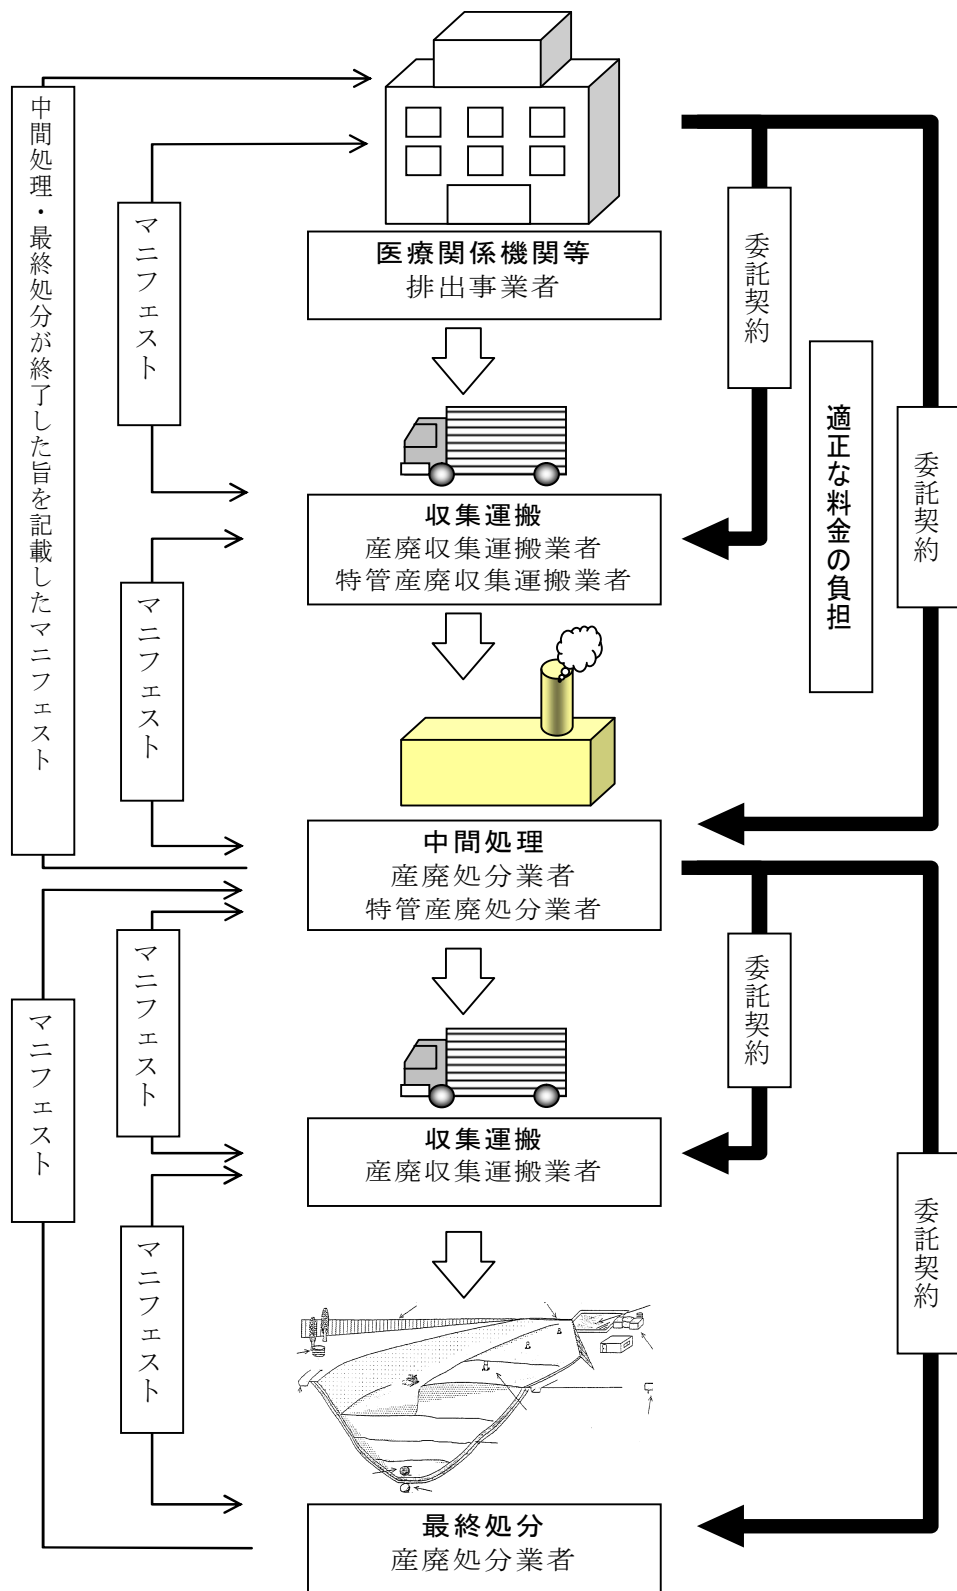 中間処理・最終処分が終了した旨を記載したマニフェスト
マニフェスト
医療関係機関等
排出事業者
委託契約
適正な料金の負担
委託契約
収集運搬
産廃収集運搬業者
特管産廃収集運搬業者
マニフェスト
中間処理
産廃処分業者
特管産廃処分業者
マニフェスト
マニフェスト
委託契約
収集運搬
産廃収集運搬業者
委託契約
マニフェスト
最終処分
産廃処分業者